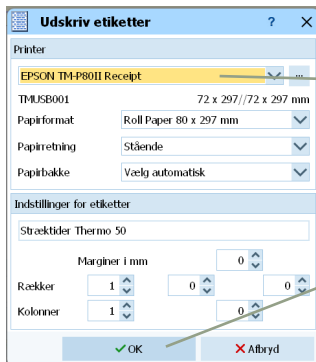 Udskriv etiketter ?
Printer
EPSON TM-P80II Receipt ...
TMUSB001 72 x 297//72 x 297 mm
Papirformat Roll Paper 80 x 297 mm
Papirretning Stående
Papirbakke Vælg automatisk
Indstillinger for etiketter
Stræktider Thermo 50
Marginer i mm 0
Rækker 1 0 0
Kolonner 1 0
OK Afbryd